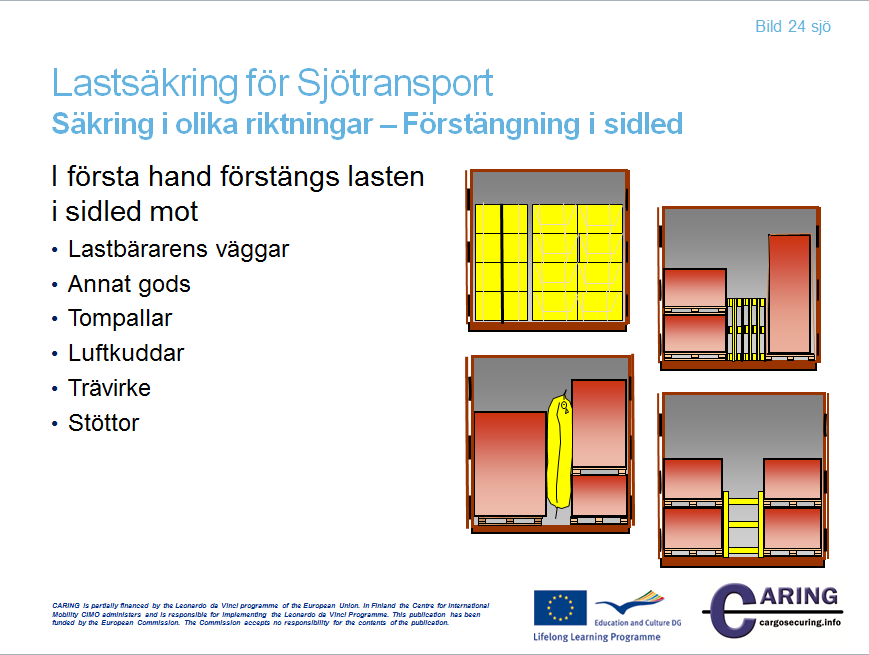 Bild 24 sjö
Lastsäkring för Sjötransport
Säkring i olika riktningar – Förstängning i sidled
I första hand förstängs lasten
i sidled mot
• Lastbärarens väggar
• Annat gods
• Tompallar
• Luftkuddar
• Trävirke
• Stöttor
CARING is partially financed by the Leonardo da Vinci programme of the European Union. In Finland the Centre for International
Mobility CIMO administers and is responsible for implementing the Leonardo da Vinci Programme. This publication has been
funded by the European Commission. The Commission accepts no responsibility for the contents of the publication.
Education and Culture DG
Lifelong Learning Programme
CARING
cargosecuring.info